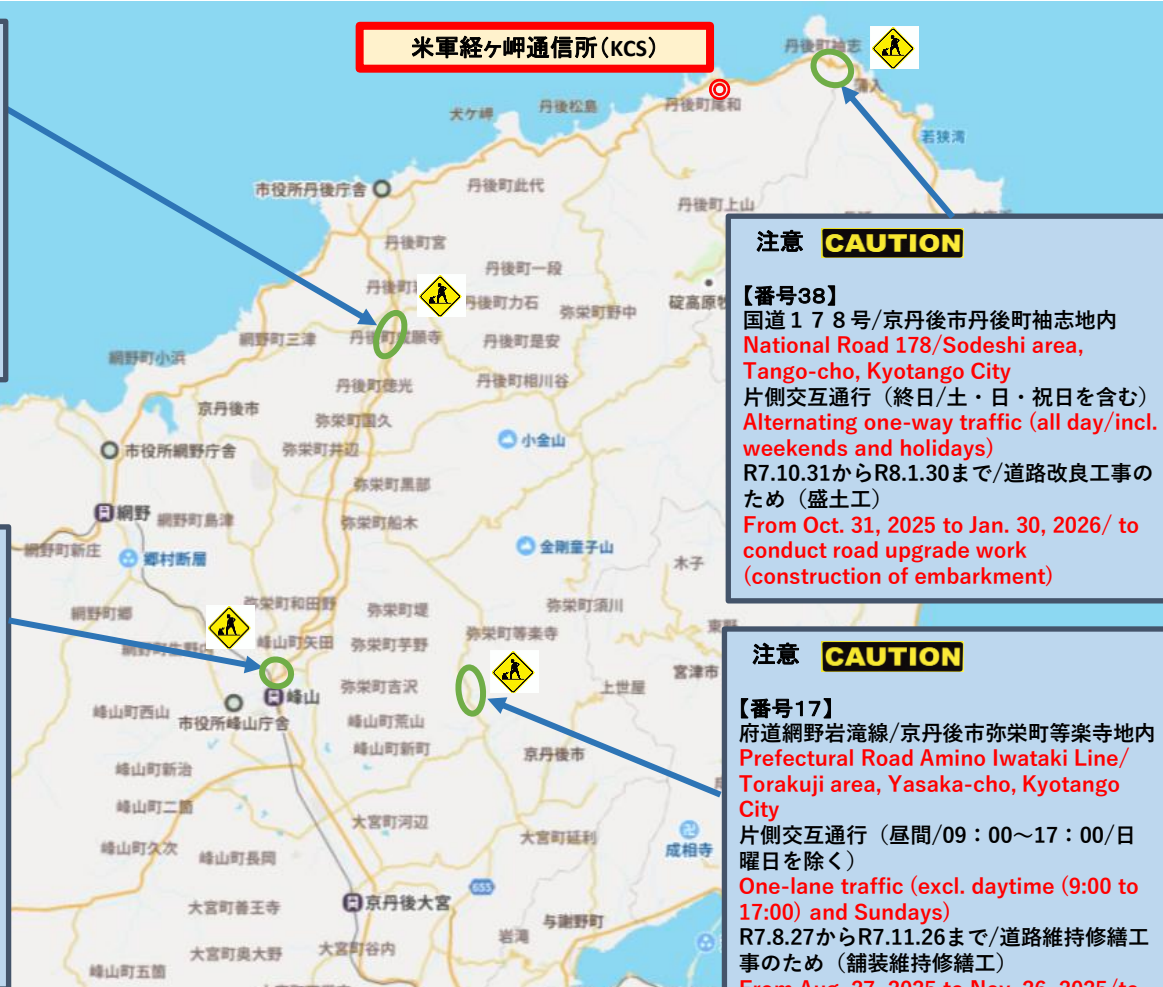 米軍経ヶ岬通信所(KCS)
丹後町袖志
蒲入
丹後町尾和
丹後松島
犬ケ岬
若狭湾
市役所丹後庁舎
丹後町此代
丹後町上山
丹後町宮
丹後町一段
丹後町力石
弥栄町野中
網野町三津
丹後町是安
網野町小浜
丹後町徳光
丹後町相川谷
京丹後市
弥栄町国久
市役所網野庁舎
弥栄町井辺
小金山
弥栄町黒部
網野
網野町島津
弥栄町船木
網野町新庄
郷村断層
金剛童子山
木子
網野町郷
弥栄町和田野
弥栄町堤
弥栄町須川
峰山町矢田
弥栄町芋野
弥栄町等楽寺
弥栄町吉沢
上世屋
宮津市
峰山
峰山町西山
市役所峰山庁舎
峰山町荒山
峰山町新町
京丹後市
峰山町新治
峰山町二箇
大宮町河辺
大宮町延利
成相寺
峰山町久次
峰山町長岡
655
大宮町善王寺
京丹後大宮
与謝野町
岩滝
大宮町奥大野
大宮町谷内
峰山町五箇
注意 CAUTION
【番号38】
国道１７８号/京丹後市丹後町袖志地内
National Road 178/Sodeshi area,
Tango-cho, Kyotango City
片側交互通行（終日/土・日・祝日を含む）
Alternating one-way traffic (all day/incl.
weekends and holidays)
R7.10.31からR8.1.30まで/道路改良工事の
ため（盛土工）
From Oct. 31, 2025 to Jan. 30, 2026/ to
conduct road upgrade work
(construction of embarkment)
注意 CAUTION
【番号17】
府道網野岩滝線/京丹後市弥栄町等楽寺地内
Prefectural Road Amino Iwataki Line/
Torakuji area, Yasaka-cho, Kyotango
City
片側交互通行（昼間/09：00～17：00/日
曜日を除く）
One-lane traffic (excl. daytime (9:00 to
17:00) and Sundays)
R7.8.27からR7.11.26まで/道路維持修繕工
事のため（舗装維持修繕工）
From Aug. 27, 2025 to Nov. 26, 2025/to